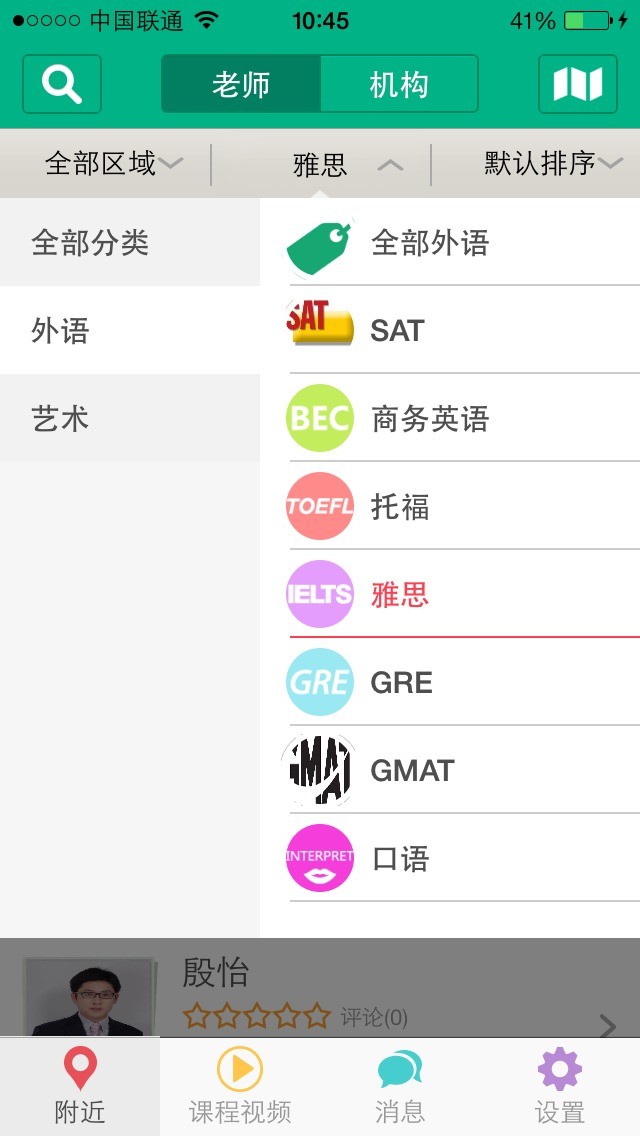 中国联通 10:45 41%
老师 机构
全部区域 雅思 默认排序
全部分类
外语
艺术
全部外语
SAT SAT
BEC 商务英语
TOEFL 托福
IELTS 雅思
GRE GRE
GMAT GMAT
INTERPRET 口语
殷怡
评论(0)
附近 课程视频 消息 设置